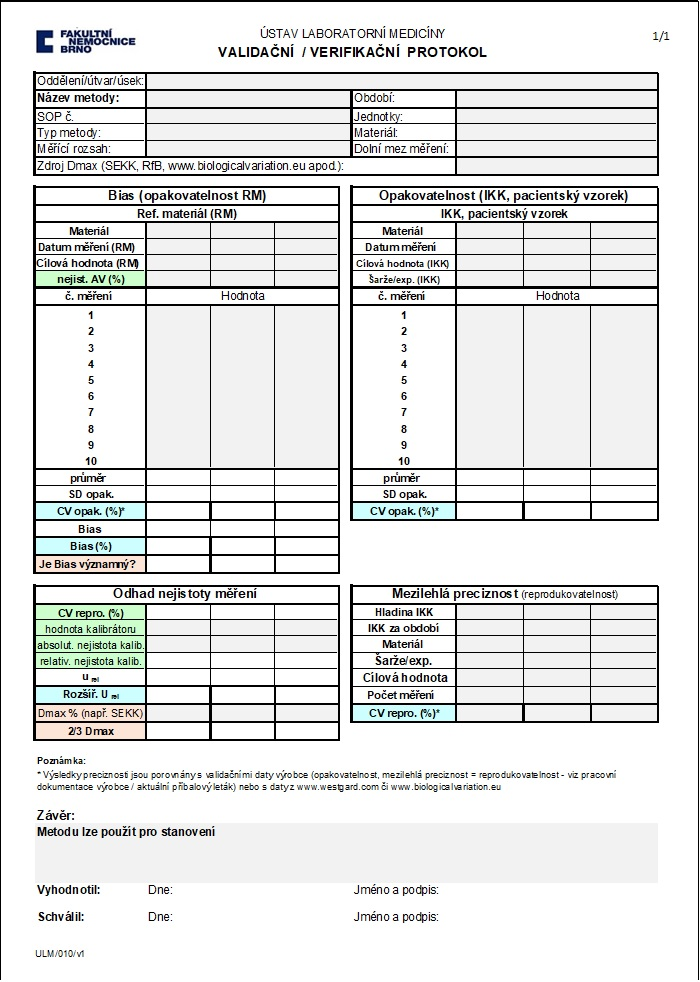 FAKULTNÍ
NEMOCNICE
BRNO
ÚSTAV LABORATORNÍ MEDICÍNY
1/1
VALIDAČNÍ / VERIFIKAČNÍ PROTOKOL
Oddělení/útvar/úsek:
Název metody: Období:
SOP č. Jednotky:
Typ metody: Materiál:
Měřící rozsah: Dolní mez měření:
Zdroj Dmax (SEKK, RfB, www.biologicalvariation.eu apod.):
Bias (opakovatelnost RM)
Ref. materiál (RM)
Materiál
Datum měření (RM)
Cílová hodnota (RM)
nejist. AV (%)
č. měření Hodnota
1
2
3
4
5
6
7
8
9
10
průměr
SD opak.
CV opak. (%)*
Bias
Bias (%)
Je Bias významný?
Opakovatelnost (IKK, pacientský vzorek)
IKK, pacientský vzorek
Materiál
Datum měření
Cílová hodnota (IKK)
Šarže/exp. (IKK)
č. měření Hodnota
1
2
3
4
5
6
7
8
9
10
průměr
SD opak.
CV opak. (%)*
Odhad nejistoty měření
CV repro. (%)
hodnota kalibrátoru
absolut. nejistota kalib.
relativ. nejistota kalib.
u rel
Rozšíř. U rel
Dmax % (např. SEKK)
2/3 Dmax
Mezilehlá preciznost (reprodukovatelnost)
Hladina IKK
IKK za období
Materiál
Šarže/exp.
Cílová hodnota
Počet měření
CV repro. (%)*
Poznámka:
* Výsledky preciznosti jsou porovnány s validačními daty výrobce (opakovatelnost, mezilehlá preciznost = reprodukovatelnost - viz pracovní
dokumentace výrobce / aktuální příbalový leták) nebo s daty z www.westgard.com či www.biologicalvariation.eu
Závěr:
Metodu lze použít pro stanovení
Vyhodnotil: Dne: Jméno a podpis:
Schválil: Dne: Jméno a podpis:
ULM/010/v1